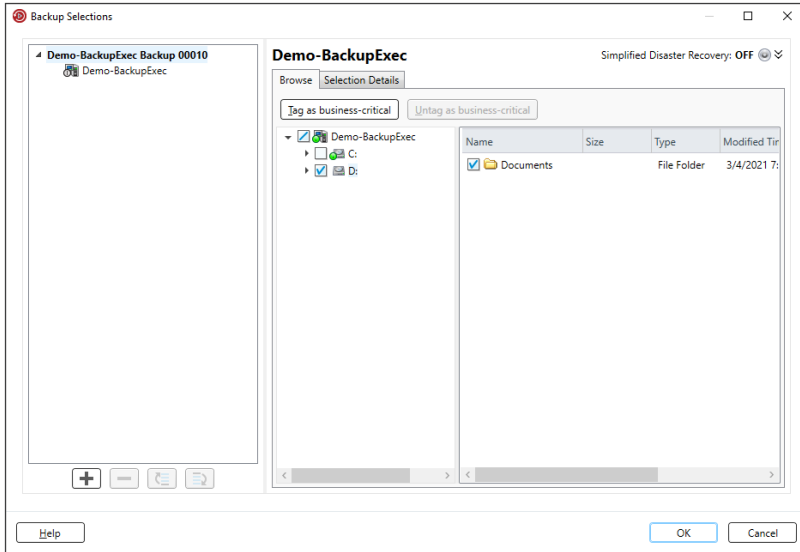 Backup Selections
Demo-BackupExec Backup 00010
Demo-BackupExec
Demo-BackupExec
Simplified Disaster Recovery: OFF
Browse
Selection Details
Tag as business-critical
Untag as business-critical
Demo-BackupExec
C:
D:
Name Size Type Modified Tir
Documents File Folder 3/4/2021 7:
Help
OK
Cancel